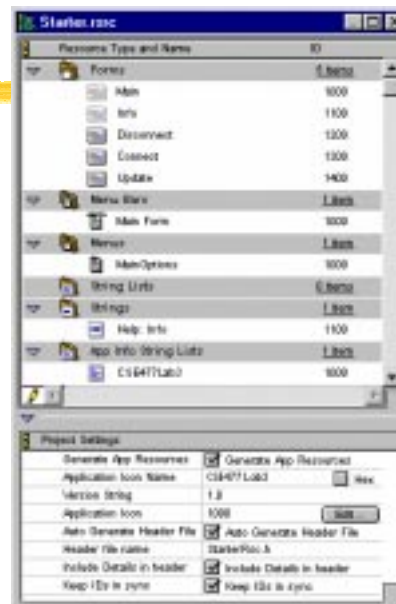 Starter.rsrc
Resource Type and Name ID
Forms items
Main 1000
Info 1100
Disconnect 1200
Connect 1300
Update 1400
Menu Bars 1 item
Main Form 1000
Menus 1 item
MainOptions 1000
String Lists 0 items
Strings 1 item
Help: Info 1100
App Info String Lists 1 item
CSE477Lab3 1000
Project Settings
Generate App Resources Generate App Resources
Application Icon Name CSE477Lab3 Hex
Version String 1.0
Application Icon 1000 Edit
Auto Generate Header File Auto Generate Header File
Header file name StarterRsc.h
Include Details in header Include Details in header
Keep IDs in sync Keep IDs in sync